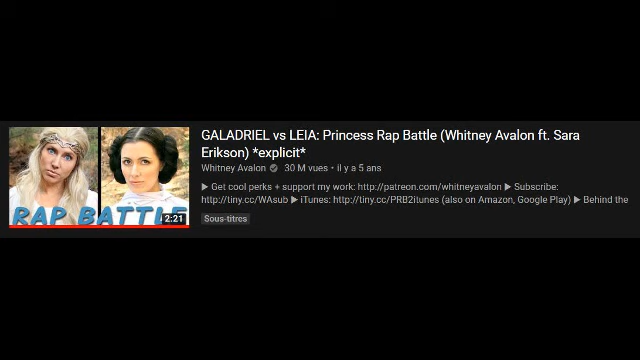 RAP BATTLE
2:21
GALADRIEL vs LEIA: Princess Rap Battle (Whitney Avalon ft. Sara
Erikson) *explicit*
Whitney Avalon
30 M vues • il y a 5 ans
▶ Get cool perks + support my work: http://patreon.com/whitneyavalon ▶ Subscribe:
http://tiny.cc/WAsub ▶ iTunes: http://tiny.cc/PRB2itunes (also on Amazon, Google Play) ▶ Behind the
Sous-titres